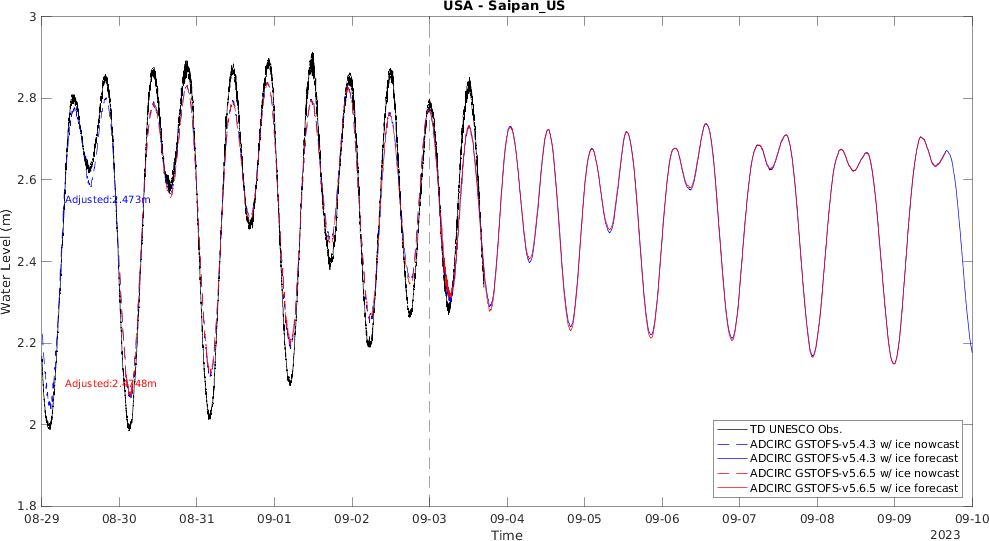 USA - Saipan_US
3
2.8
2.6
2.4
2.2
2
1.8
Water Level (m)
Adjusted:2.473m
Adjusted:2.4748m
TD UNESCO Obs.
ADCIRC GSTOFS-v5.4.3 w/ ice nowcast
ADCIRC GSTOFS-v5.4.3 w/ ice forecast
ADCIRC GSTOFS-v5.6.5 w/ ice nowcast
ADCIRC GSTOFS-v5.6.5 w/ ice forecast
08-29 08-30 08-31 09-01 09-02 09-03 09-04 09-05 09-06 09-07 09-08 09-09 09-10
Time
2023